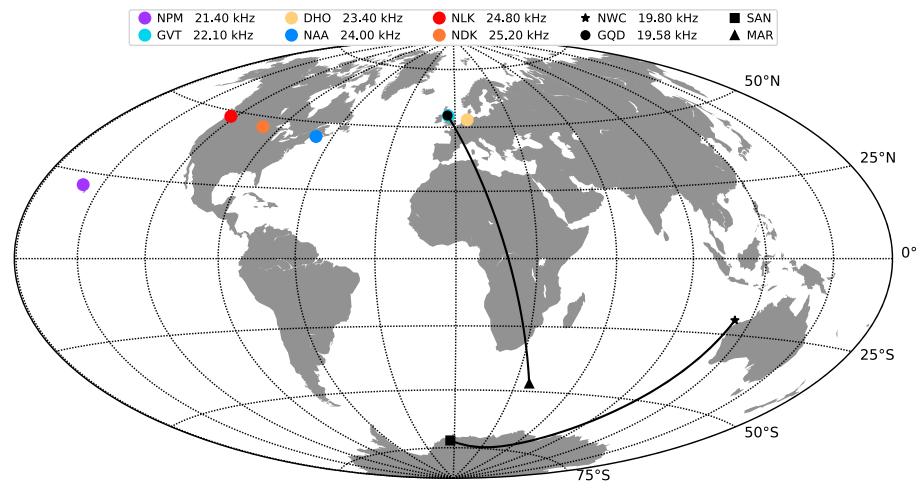 NPM 21.40 kHz DHO 23.40 kHz NLK 24.80 kHz NWC 19.80 kHz SAN
GVT 22.10 kHz NAA 24.00 kHz NDK 25.20 kHz GQD 19.58 kHz MAR
50°N
25°N
0°
25°S
50°S
75°S